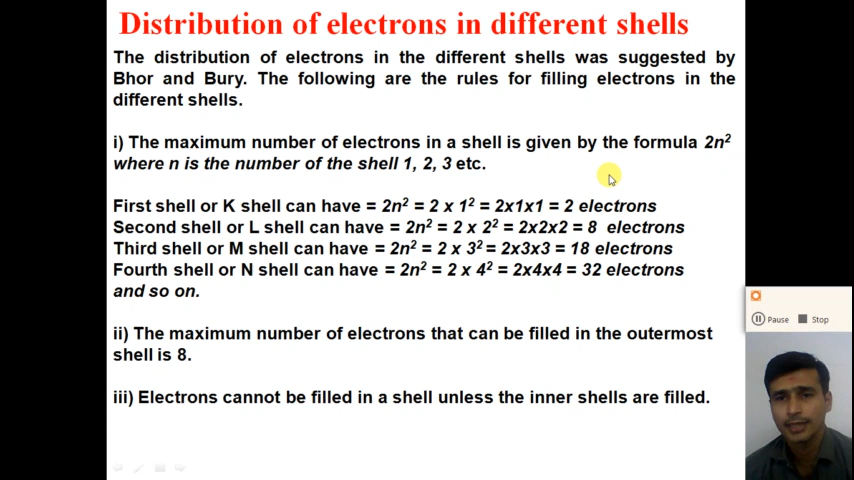 Distribution of electrons in different shells
The distribution of electrons in the different shells was suggested by
Bhor and Bury. The following are the rules for filling electrons in the
different shells.
i) The maximum number of electrons in a shell is given by the formula 2n²
where n is the number of the shell 1, 2, 3 etc.
First shell or K shell can have = 2n² = 2 x 1² = 2x1x1 = 2 electrons
Second shell or L shell can have = 2n² = 2 x 2² = 2x2x2 = 8 electrons
Third shell or M shell can have = 2n² = 2 x 3² = 2x3x3 = 18 electrons
Fourth shell or N shell can have = 2n² = 2 x 4² = 2x4x4 = 32 electrons
and so on.
Pause Stop
ii) The maximum number of electrons that can be filled in the outermost
shell is 8.
iii) Electrons cannot be filled in a shell unless the inner shells are filled.